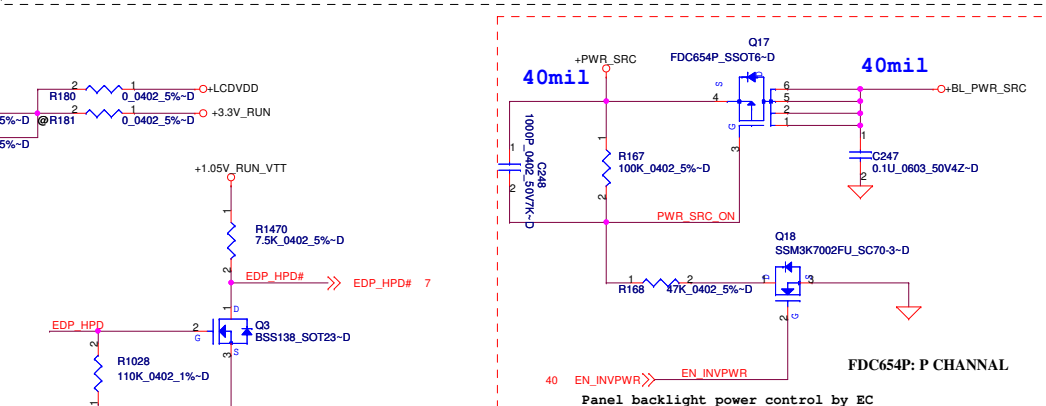 Q17
FDC654P_SSOT6~D
+PWR_SRC
40mil
40mil
S
6
4
5
2
1
G
3
+BL_PWR_SRC
2
1
+LCDVDD
R180
0_0402_5%~D
2
1
+3.3V_RUN
5%~D
@R181
0_0402_5%~D
5%~D
1
1000P_0402_50V7K~D
C248
2
1
R167
100K_0402_5%~D
2
1
C247
0.1U_0603_50V4Z~D
2
+1.05V_RUN_VTT
PWR_SRC_ON
1
R1470
7.5K_0402_5%~D
2
Q18
SSM3K7002FU_SC70-3~D
EDP_HPD#
EDP_HPD# 7
1
2
R168
47K_0402_5%~D
1
D
S
3
2
G
1
D
EDP_HPD
2
G
Q3
BSS138_SOT23~D
S
3
2
R1028
110K_0402_1%~D
1
FDC654P: P CHANNAL
40 EN_INVPWR
EN_INVPWR
Panel backlight power control by EC